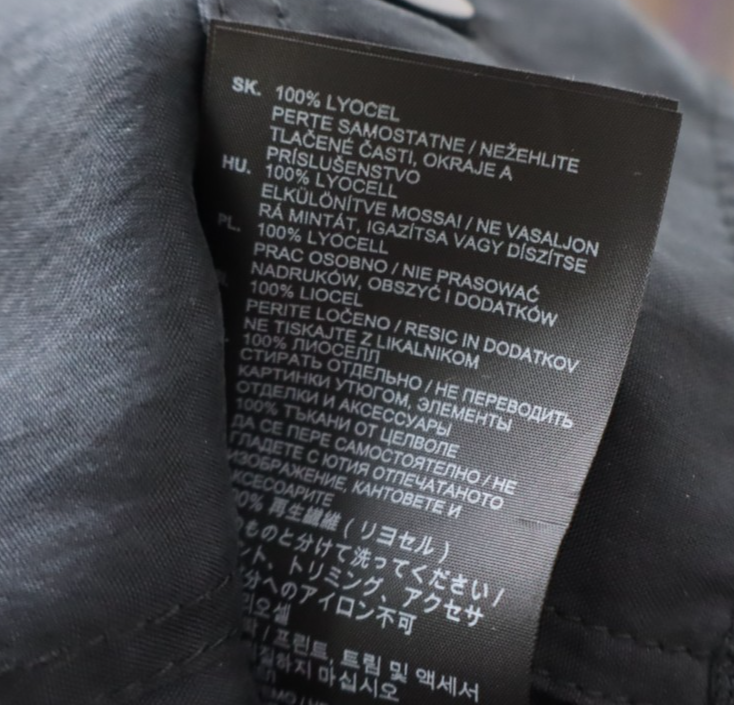 SK. 100% LYOCEL
PERTE SAMOSTATNE / NEŽEHLITE
TLAČENÉ ČASTI, OKRAJE A
PRÍSLUŠENSTVO
HU. 100% LYOCELL
ELKÜLÖNÍTVE MOSSAI / NE VASALJON
RÁ MINTÁT, IGAZÍTSA VAGY DÍSZÍTSE
PL. 100% LYOCELL
PRAC OSOBNO / NIE PRASOWAĆ
NADRUKÓW, OBSZYĆ I DODATKÓW
100% LIOCEL
PERITE LOČENO / RESIC IN DODATKOV
NE TISKAJTE Z LIKALNIKOM
100% ЛИОСЕЛЛ
СТИРАТЬ ОТДЕЛЬНО / НЕ ПЕРЕВОДИТЬ
КАРТИНКИ УТЮГОМ, ЭЛЕМЕНТЫ
ОТДЕЛКИ И АКСЕССУАРЫ
100% ТЪКАНИ ОТ ЦЕЛВОЛЕ
ДА СЕ ПЕРЕ САМОСТОЯТЕЛНО / НЕ
ГЛАДЕТЕ С ЮТИЯ ОТПЕЧАТАНОТО
ИЗОБРАЖЕНИЕ, КАНТОВЕТЕ И
КСЕСОАРИТЕ
00% 再生繊維 ( リヨセル )
ものと分けて洗ってください /
ント、トリミング、アクセサ
分へのアイロン不可
오셀
/ 프린트, 트림 및 액세서
질하지 마십시오